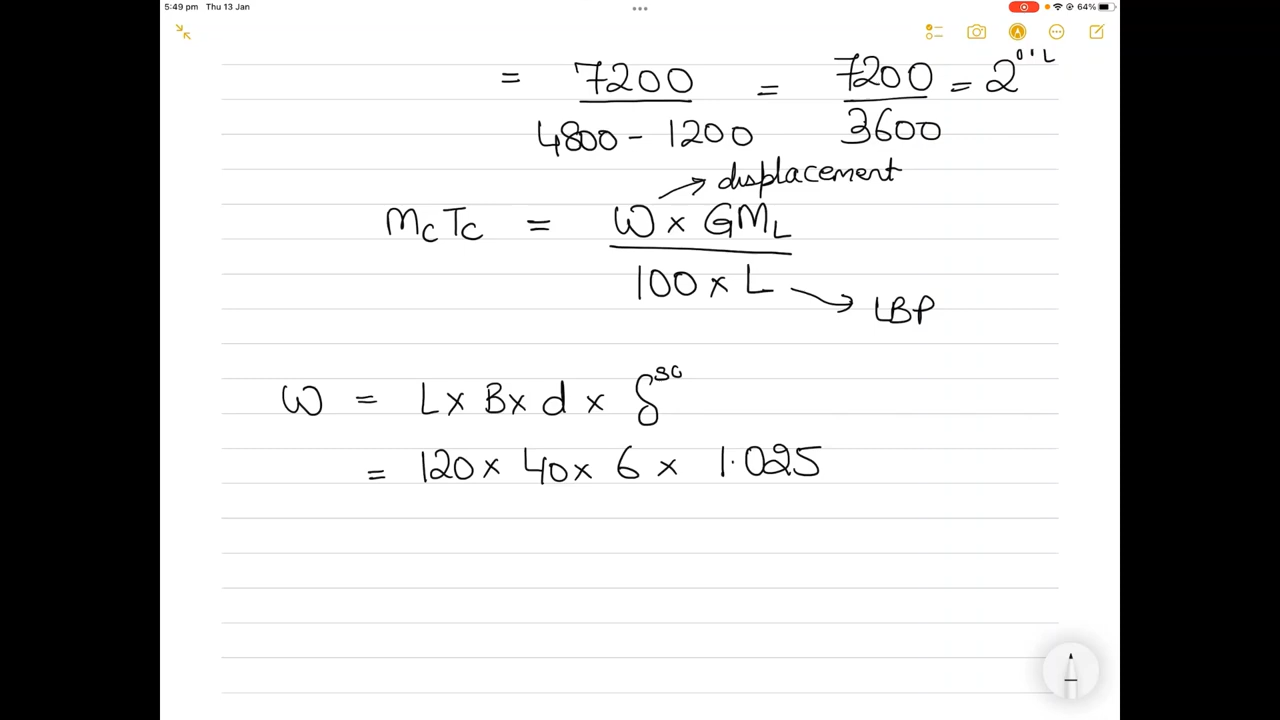 5:49 pm Thu 13 Jan 64%
= 7200 / 4800 - 1200 = 7200 / 3600 = 2
displacement
MCTC = W × GML / 100 × L
LBP
W = L × B × d × δ
= 120 × 40 × 6 × 1.025